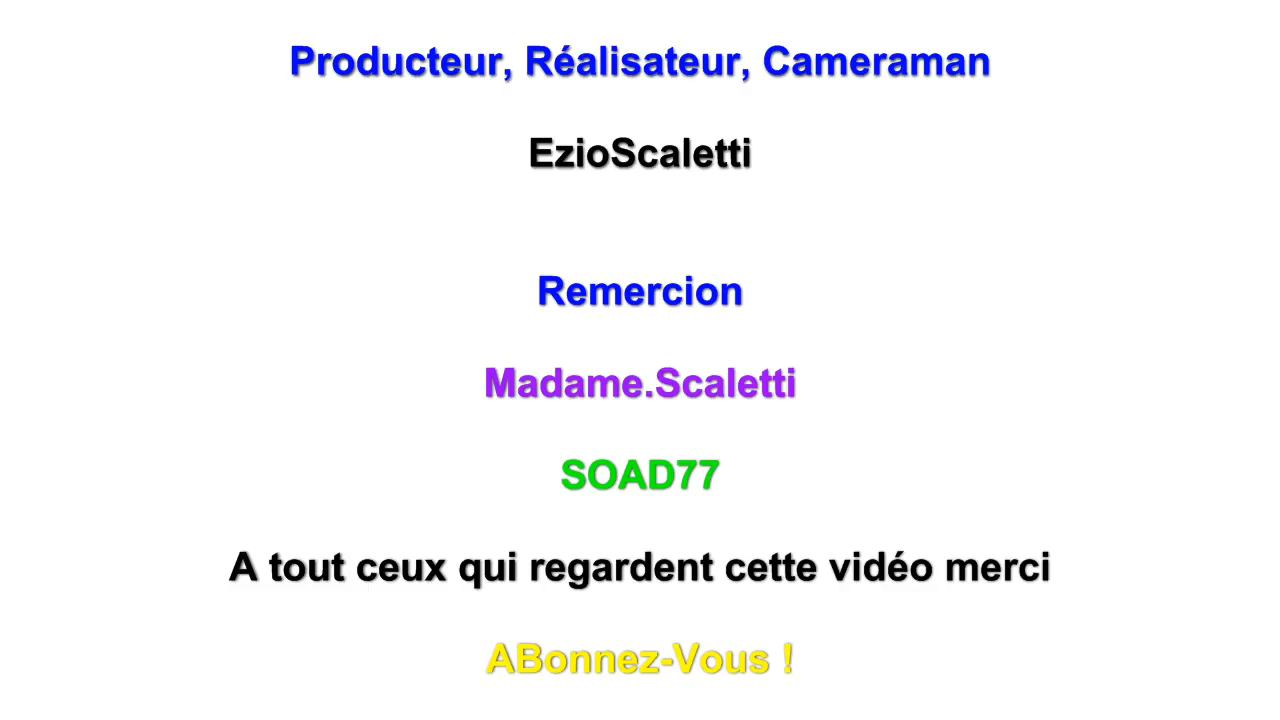 Producteur, Réalisateur, Cameraman
EzioScaletti
Remercion
Madame.Scaletti
SOAD77
A tout ceux qui regardent cette vidéo merci
ABonnez-Vous !